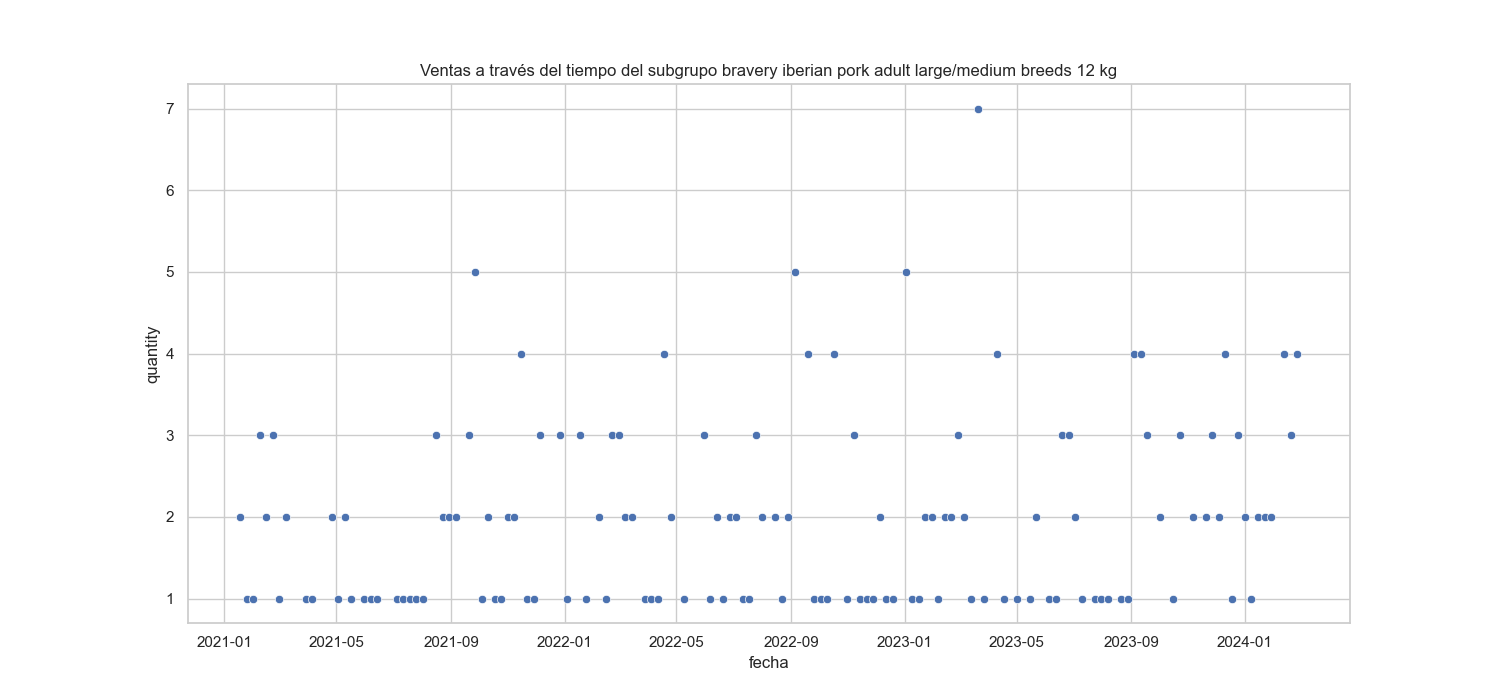 Ventas a través del tiempo del subgrupo bravery iberian pork adult large/medium breeds 12 kg
7
6
5
4
3
2
1
quantity
2021-01 2021-05 2021-09 2022-01 2022-05 2022-09 2023-01 2023-05 2023-09 2024-01
fecha